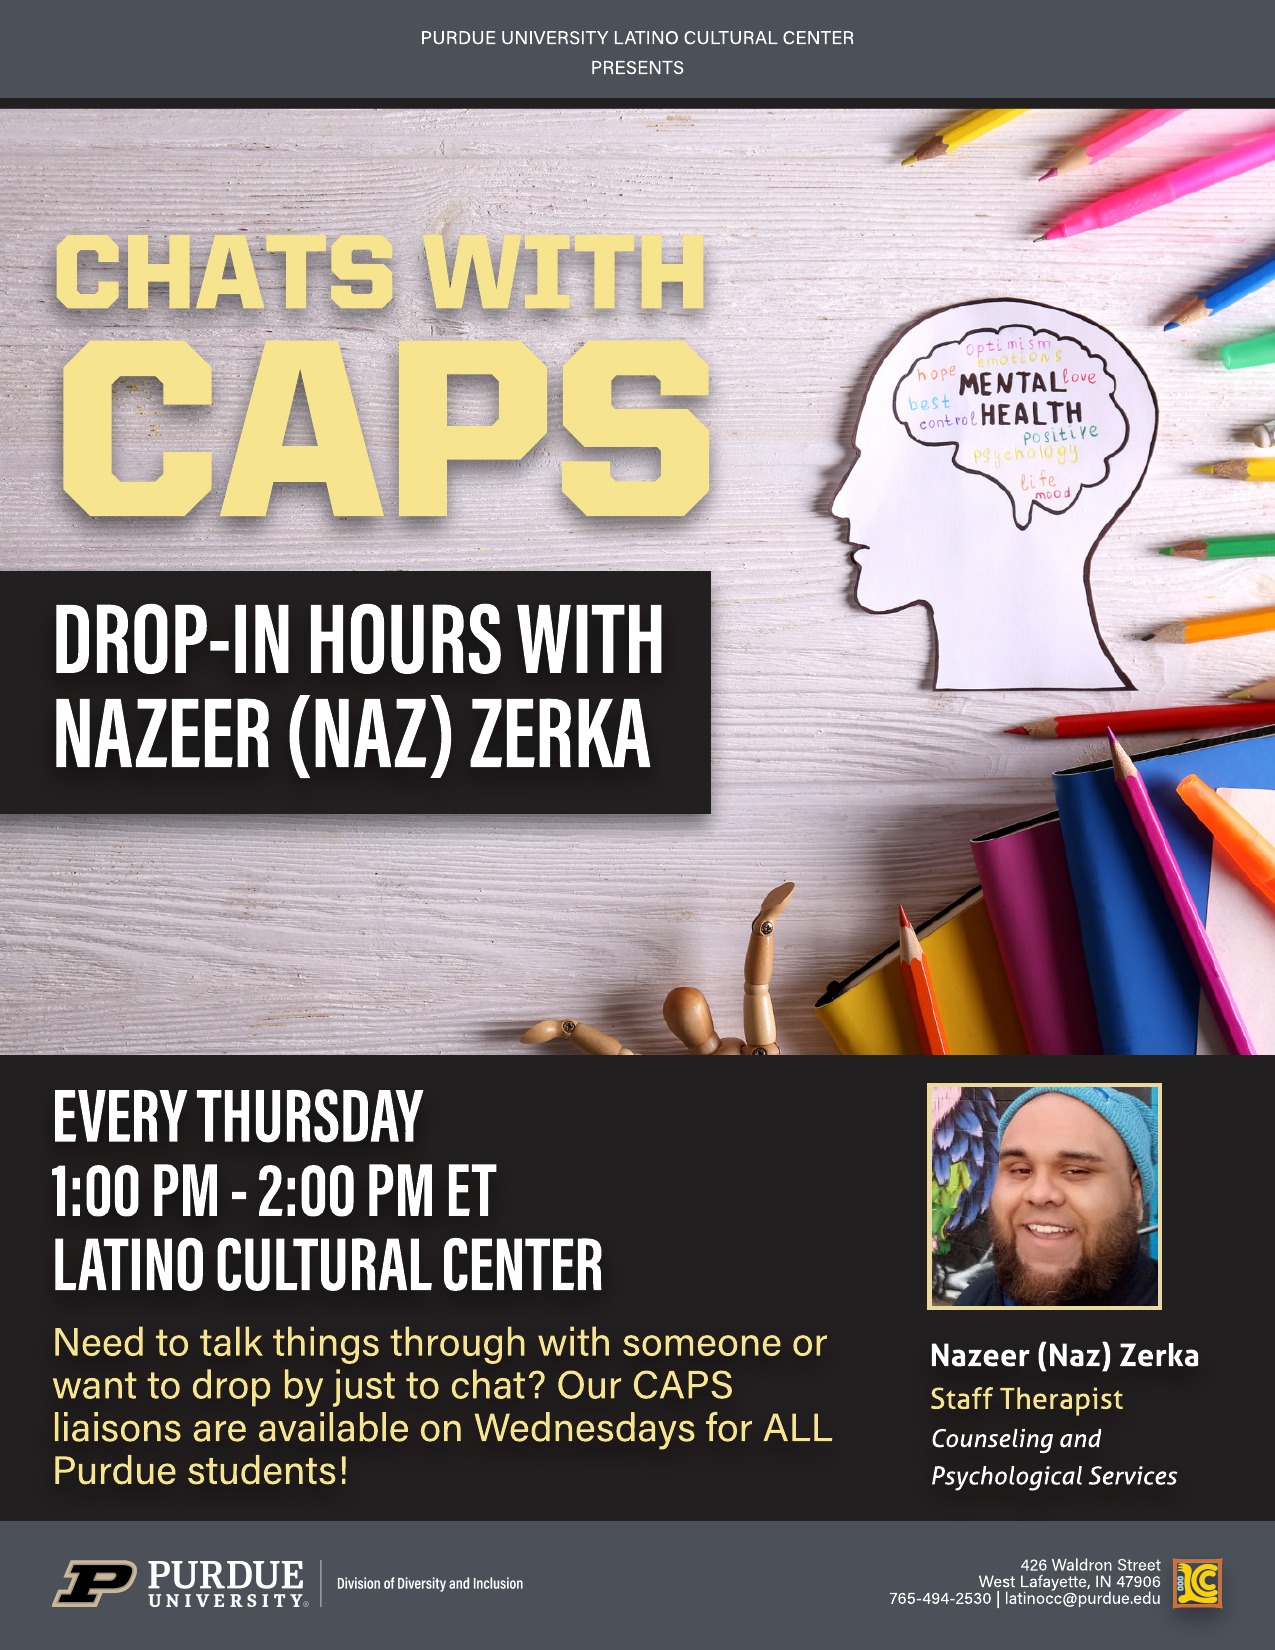 PURDUE UNIVERSITY LATINO CULTURAL CENTER
PRESENTS
CHATS WITH
CAPS
optimism
emotions
hope MENTAL love
best
control HEALTH
positive
psychology
life
mood
DROP-IN HOURS WITH
NAZEER (NAZ) ZERKA
EVERY THURSDAY
1:00 PM - 2:00 PM ET
LATINO CULTURAL CENTER
Need to talk things through with someone or
want to drop by just to chat? Our CAPS
liaisons are available on Wednesdays for ALL
Purdue students!
Nazeer (Naz) Zerka
Staff Therapist
Counseling and
Psychological Services
P PURDUE
UNIVERSITY®
Division of Diversity and Inclusion
426 Waldron Street
West Lafayette, IN 47906
765-494-2530 | latinocc@purdue.edu
LC